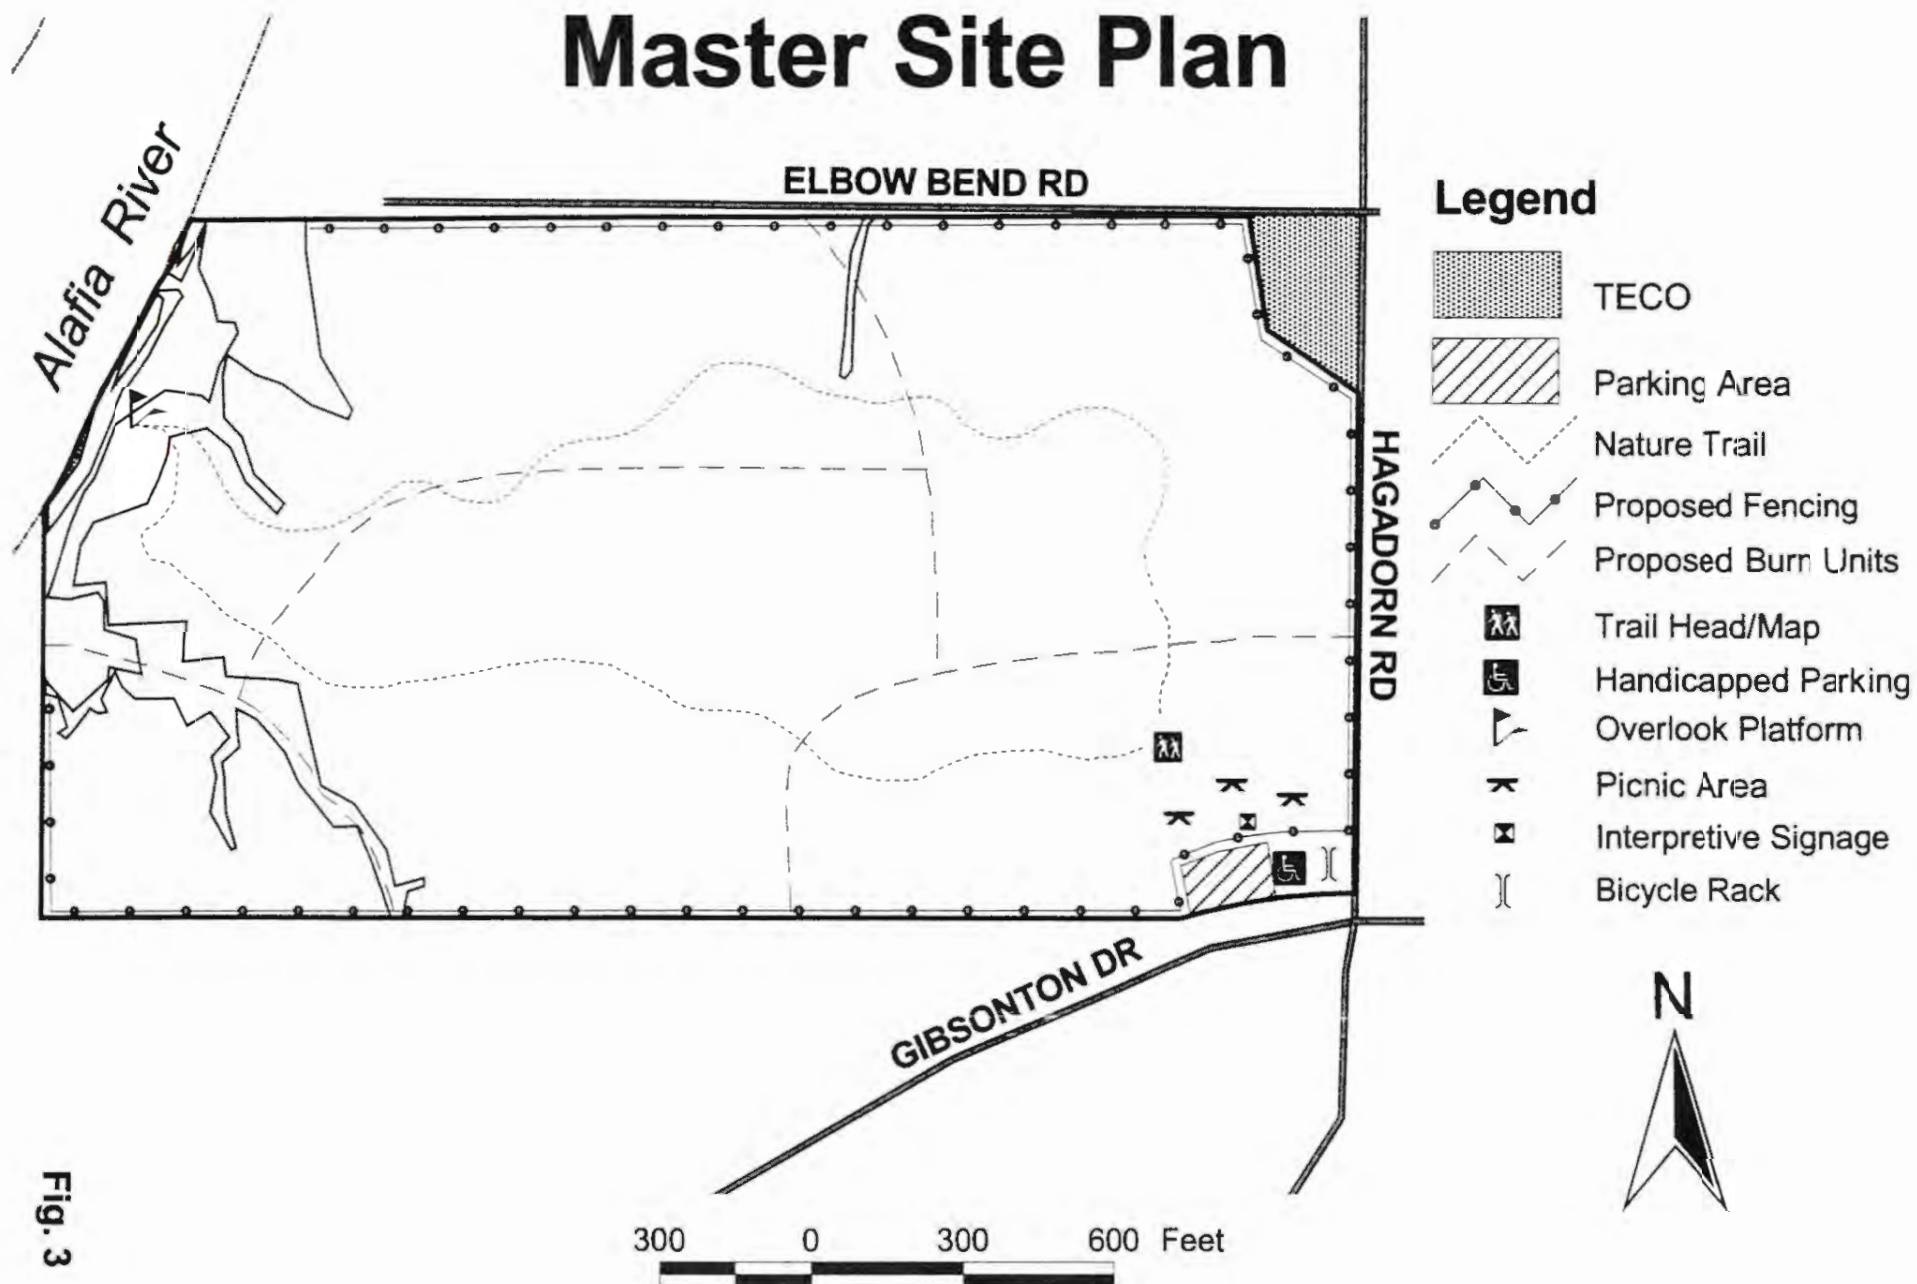 Master Site Plan
Alafia River
ELBOW BEND RD
HAGADORN RD
GIBSONTON DR
Legend
TECO
Parking Area
Nature Trail
Proposed Fencing
Proposed Burn Units
Trail Head/Map
Handicapped Parking
Overlook Platform
Picnic Area
Interpretive Signage
Bicycle Rack
N
Fig. 3
300 0 300 600 Feet